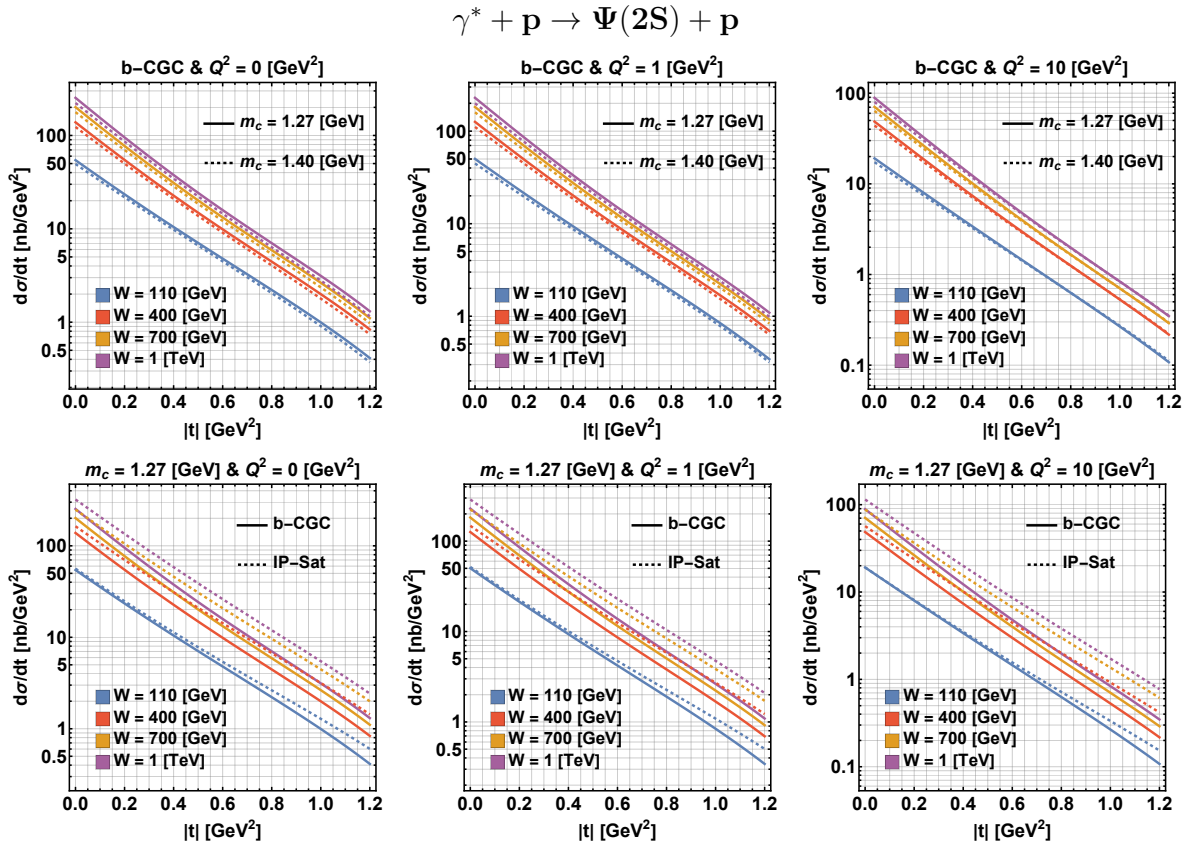 γ* + p → Ψ(2S) + p
b−CGC & Q² = 0 [GeV²]
dσ/dt [nb/GeV²]
100
50
10
5
1
0.5
m_c = 1.27 [GeV]
m_c = 1.40 [GeV]
W = 110 [GeV]
W = 400 [GeV]
W = 700 [GeV]
W = 1 [TeV]
0.0 0.2 0.4 0.6 0.8 1.0 1.2
|t| [GeV²]
b−CGC & Q² = 1 [GeV²]
dσ/dt [nb/GeV²]
100
50
10
5
1
0.5
m_c = 1.27 [GeV]
m_c = 1.40 [GeV]
W = 110 [GeV]
W = 400 [GeV]
W = 700 [GeV]
W = 1 [TeV]
0.0 0.2 0.4 0.6 0.8 1.0 1.2
|t| [GeV²]
b−CGC & Q² = 10 [GeV²]
dσ/dt [nb/GeV²]
100
10
1
0.1
m_c = 1.27 [GeV]
m_c = 1.40 [GeV]
W = 110 [GeV]
W = 400 [GeV]
W = 700 [GeV]
W = 1 [TeV]
0.0 0.2 0.4 0.6 0.8 1.0 1.2
|t| [GeV²]
m_c = 1.27 [GeV] & Q² = 0 [GeV²]
dσ/dt [nb/GeV²]
100
50
10
5
1
0.5
b−CGC
IP−Sat
W = 110 [GeV]
W = 400 [GeV]
W = 700 [GeV]
W = 1 [TeV]
0.0 0.2 0.4 0.6 0.8 1.0 1.2
|t| [GeV²]
m_c = 1.27 [GeV] & Q² = 1 [GeV²]
dσ/dt [nb/GeV²]
100
50
10
5
1
0.5
b−CGC
IP−Sat
W = 110 [GeV]
W = 400 [GeV]
W = 700 [GeV]
W = 1 [TeV]
0.0 0.2 0.4 0.6 0.8 1.0 1.2
|t| [GeV²]
m_c = 1.27 [GeV] & Q² = 10 [GeV²]
dσ/dt [nb/GeV²]
100
10
1
0.1
b−CGC
IP−Sat
W = 110 [GeV]
W = 400 [GeV]
W = 700 [GeV]
W = 1 [TeV]
0.0 0.2 0.4 0.6 0.8 1.0 1.2
|t| [GeV²]